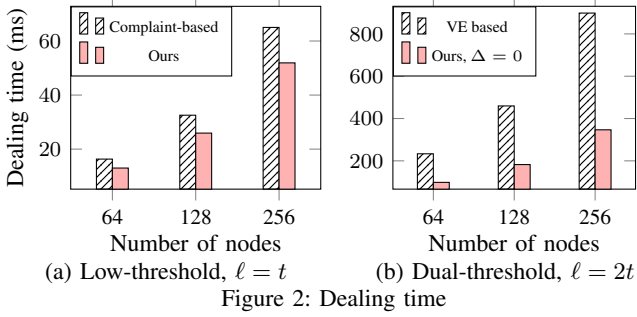 Dealing time (ms)
60
40
20
Complaint-based
Ours
64 128 256
Number of nodes
(a) Low-threshold, ℓ = t
800
600
400
200
VE based
Ours, Δ = 0
64 128 256
Number of nodes
(b) Dual-threshold, ℓ = 2t
Figure 2: Dealing time